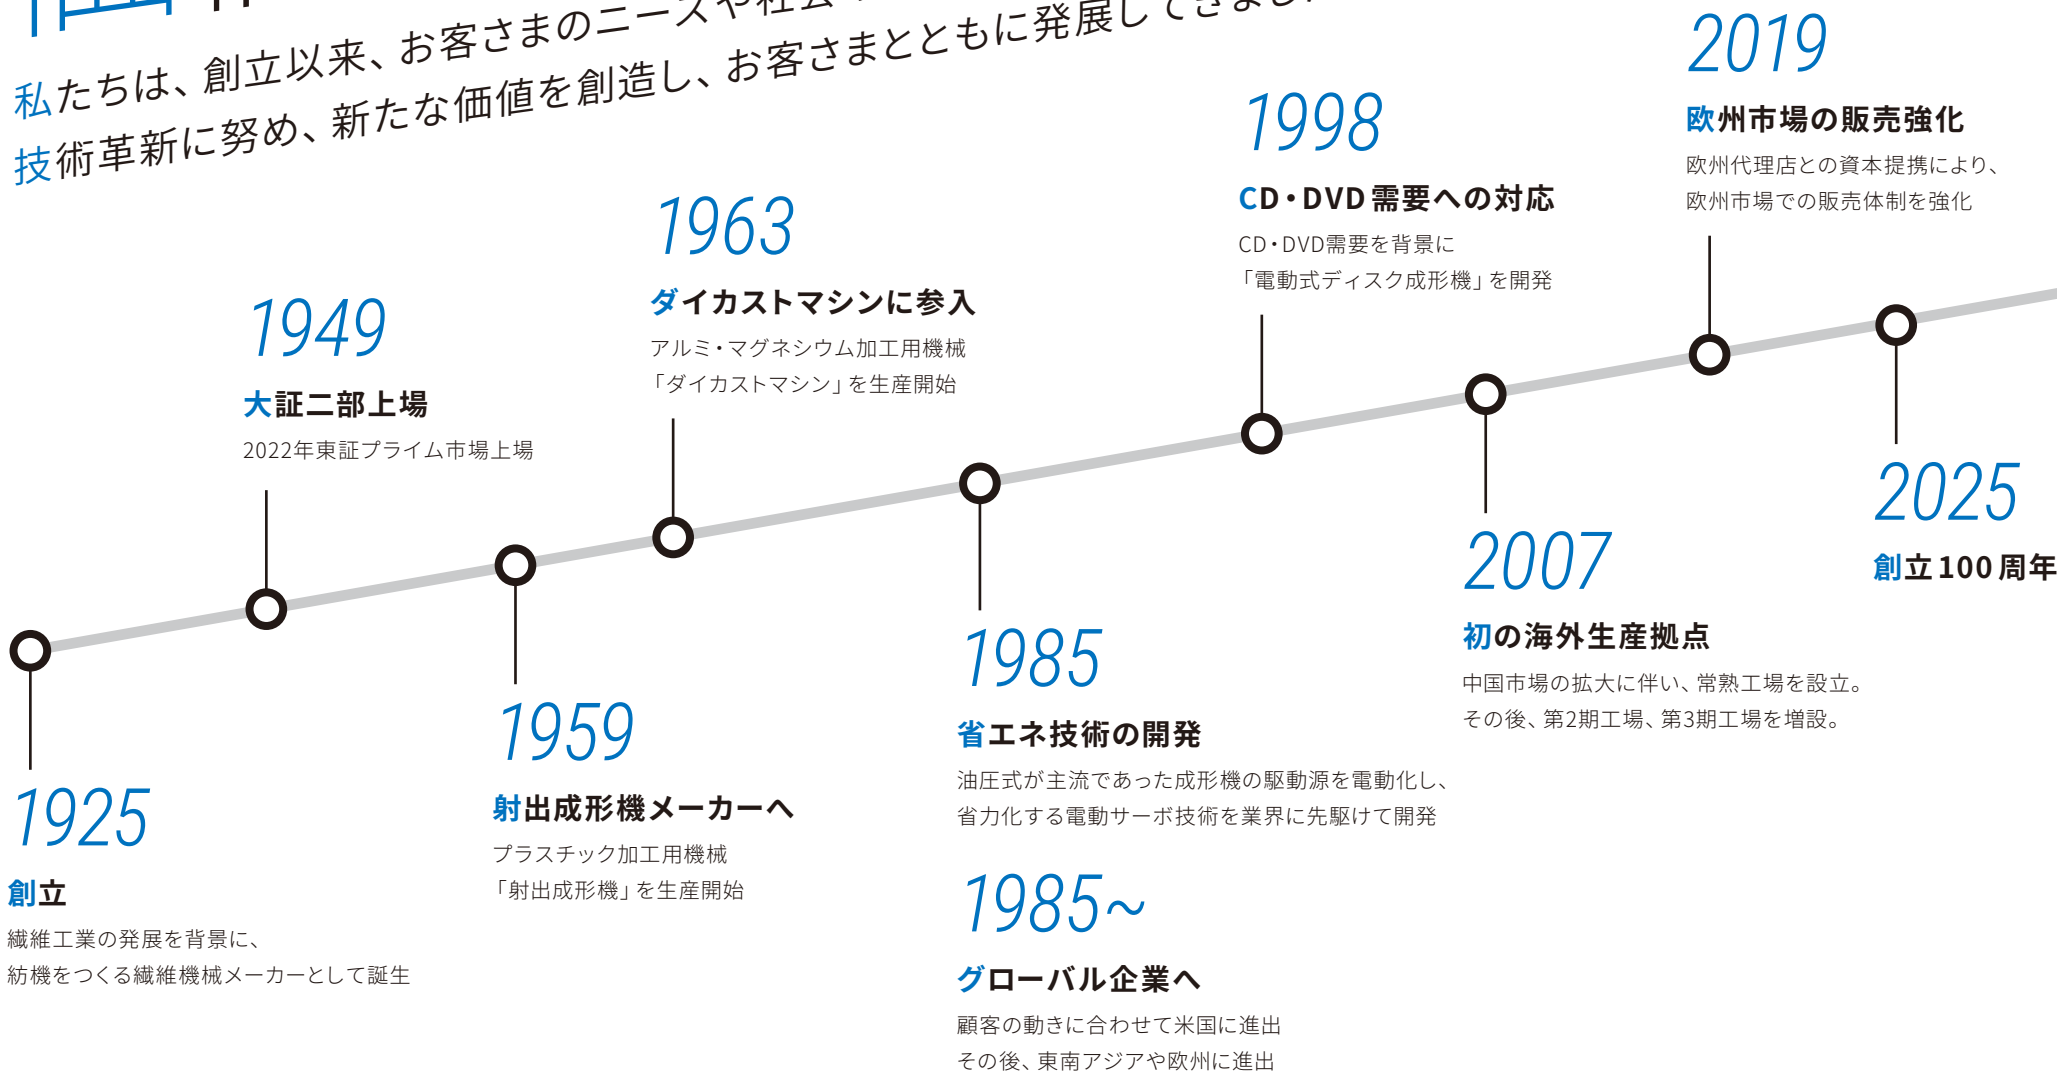 私たちは、創立以来、お客さまのニーズや社会
技術革新に努め、新たな価値を創造し、お客さまとともに発展してきまし
1925
創立
繊維工業の発展を背景に、
紡機をつくる繊維機械メーカーとして誕生
1949
大証二部上場
2022年東証プライム市場上場
1959
射出成形機メーカーへ
プラスチック加工用機械
「射出成形機」を生産開始
1963
ダイカストマシンに参入
アルミ・マグネシウム加工用機械
「ダイカストマシン」を生産開始
1985
省エネ技術の開発
油圧式が主流であった成形機の駆動源を電動化し、
省力化する電動サーボ技術を業界に先駆けて開発
1985~
グローバル企業へ
顧客の動きに合わせて米国に進出
その後、東南アジアや欧州に進出
1998
CD・DVD需要への対応
CD・DVD需要を背景に
「電動式ディスク成形機」を開発
2007
初の海外生産拠点
中国市場の拡大に伴い、常熟工場を設立。
その後、第2期工場、第3期工場を増設。
2019
欧州市場の販売強化
欧州代理店との資本提携により、
欧州市場での販売体制を強化
2025
創立100周年